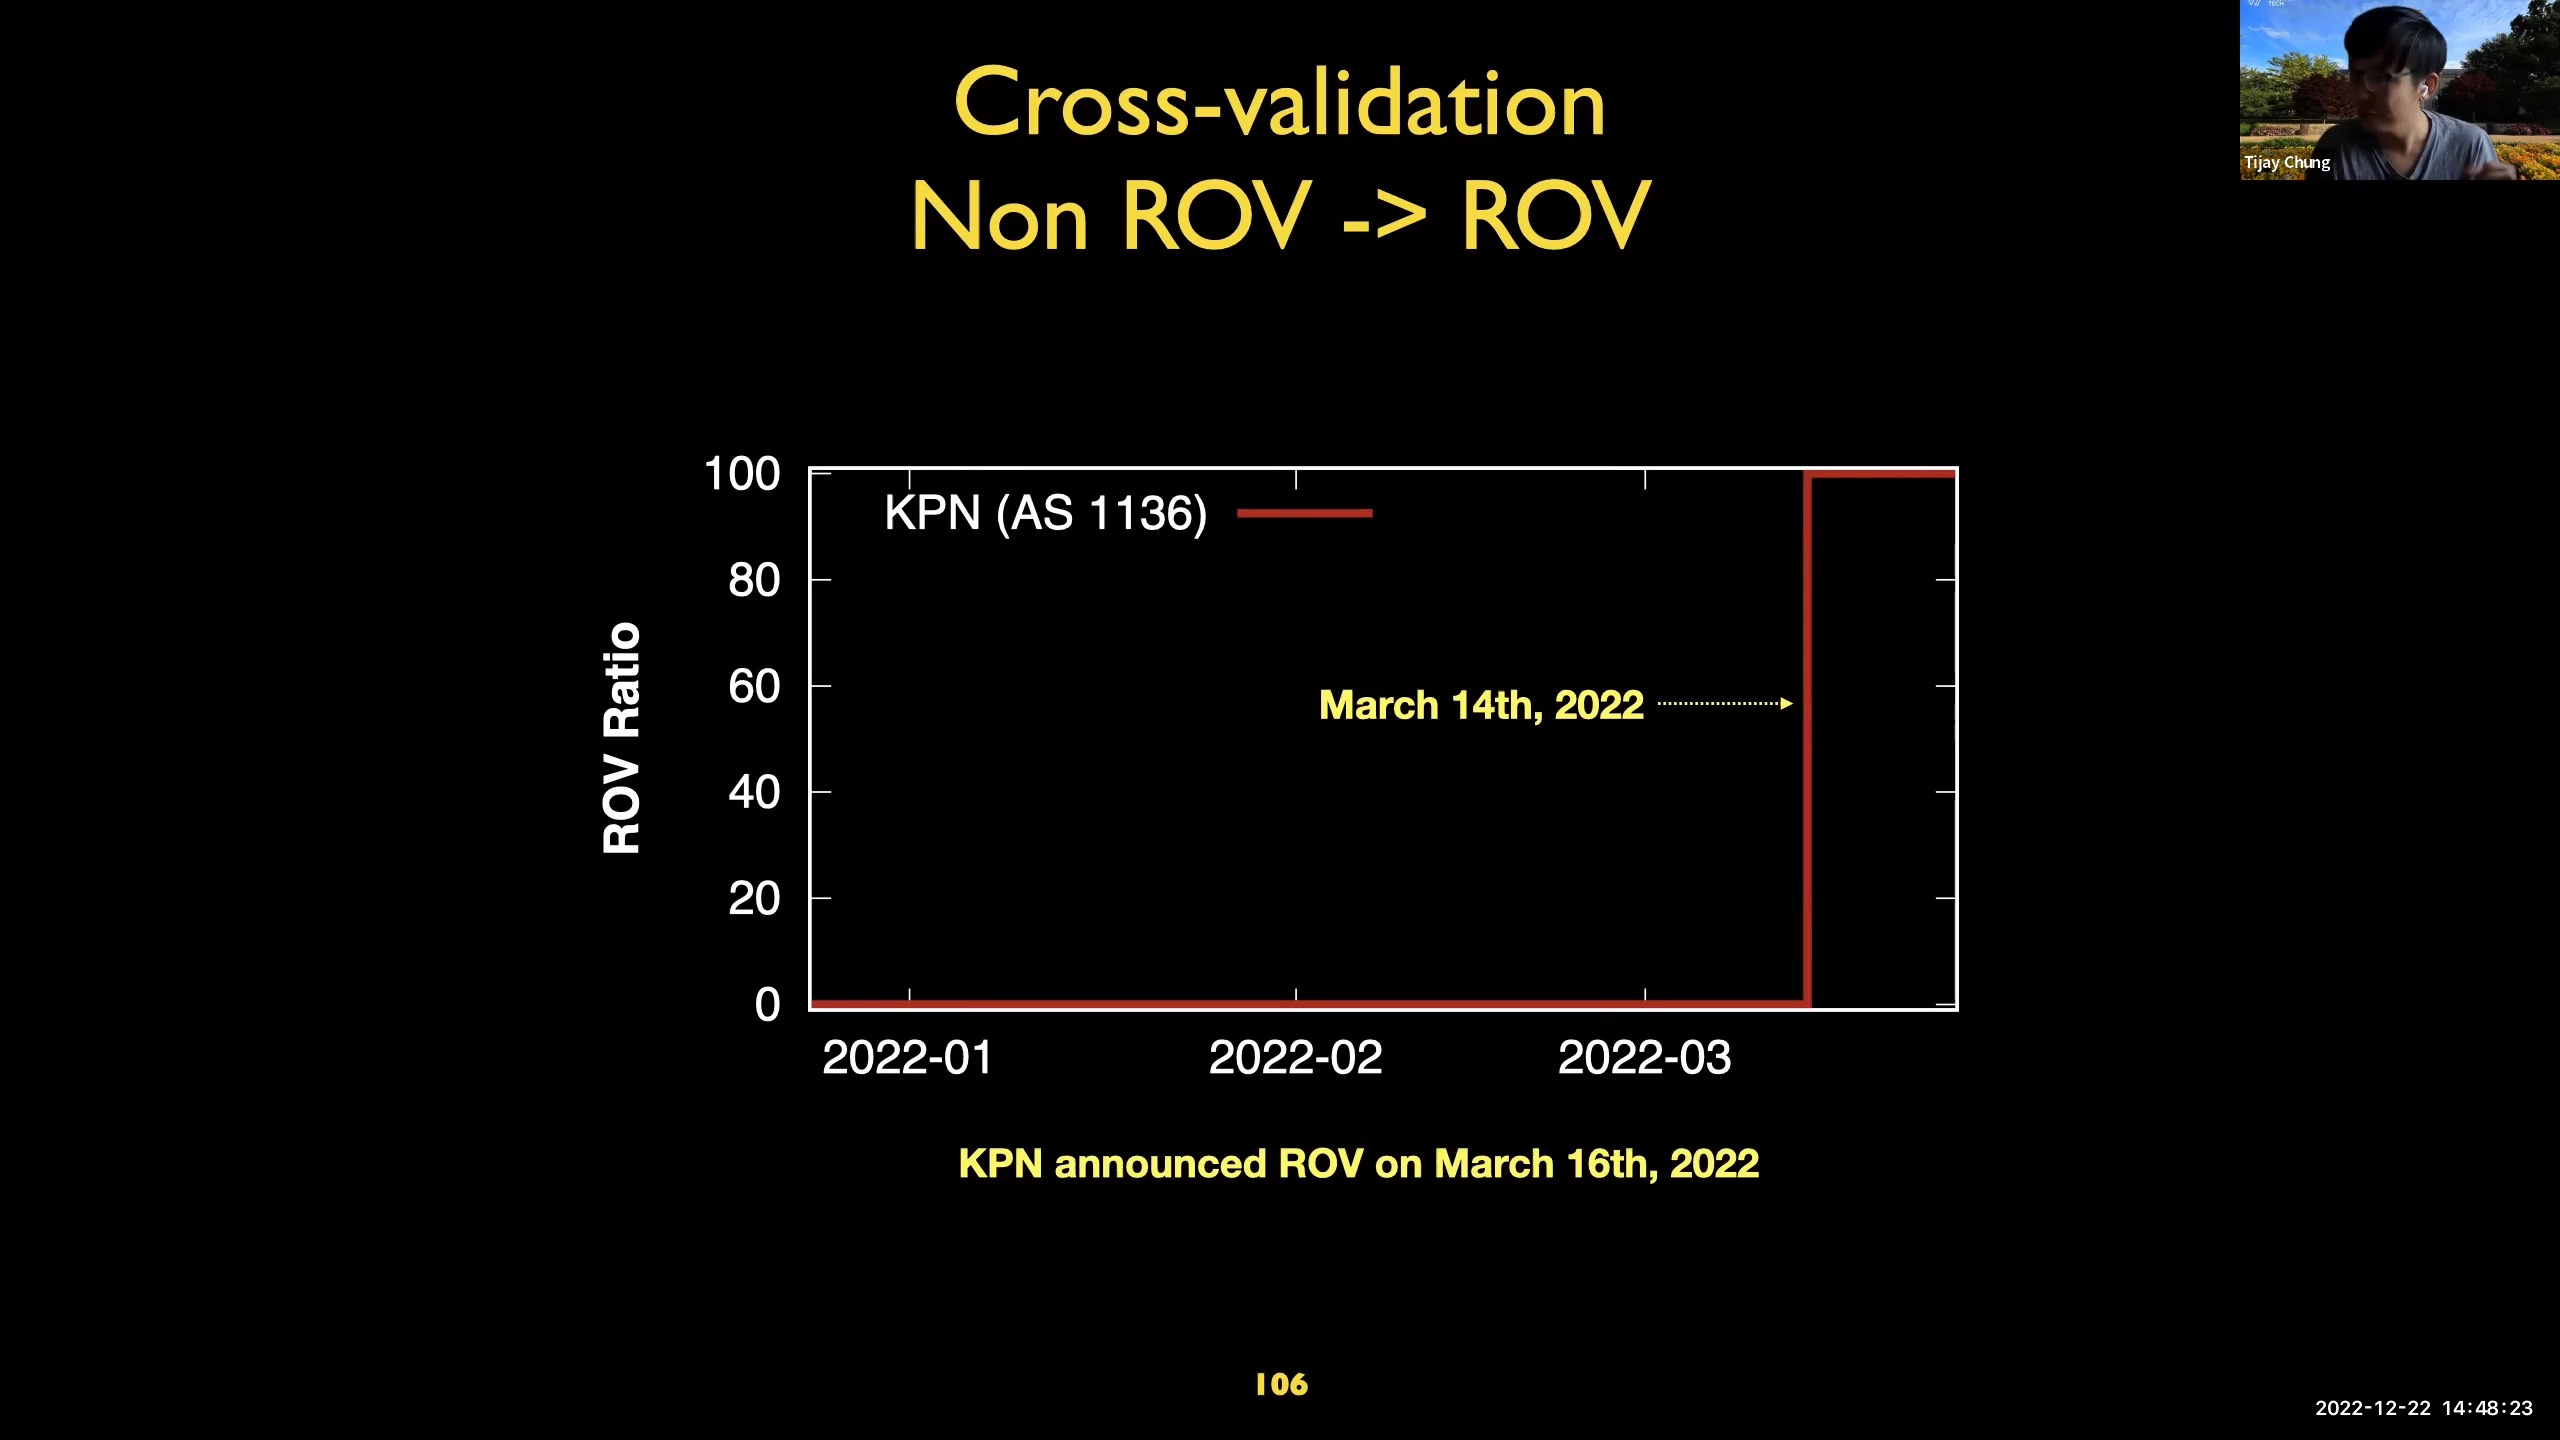 Cross-validation
Non ROV -> ROV
TECH
Tijay Chung
100
KPN (AS 1136)
80
60
March 14th, 2022
40
20
0
ROV Ratio
2022-01 2022-02 2022-03
KPN announced ROV on March 16th, 2022
106
2022-12-22 14:48:23